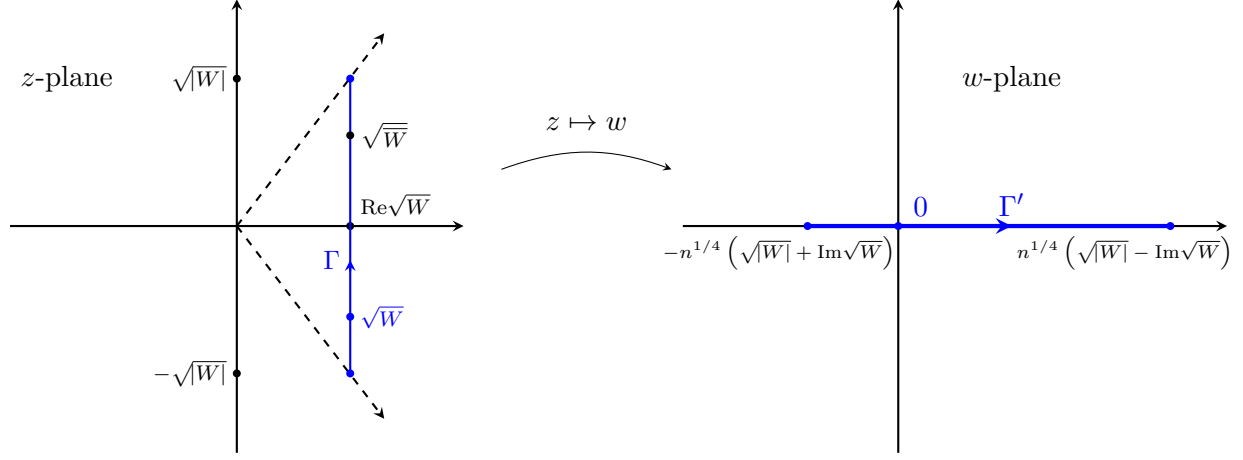 z-plane
√|W|
√W̅
Re√W
Γ
√W
-√|W|
z ↦ w
w-plane
0
Γ′
-n^{1/4} (√|W| + Im√W)
n^{1/4} (√|W| − Im√W)